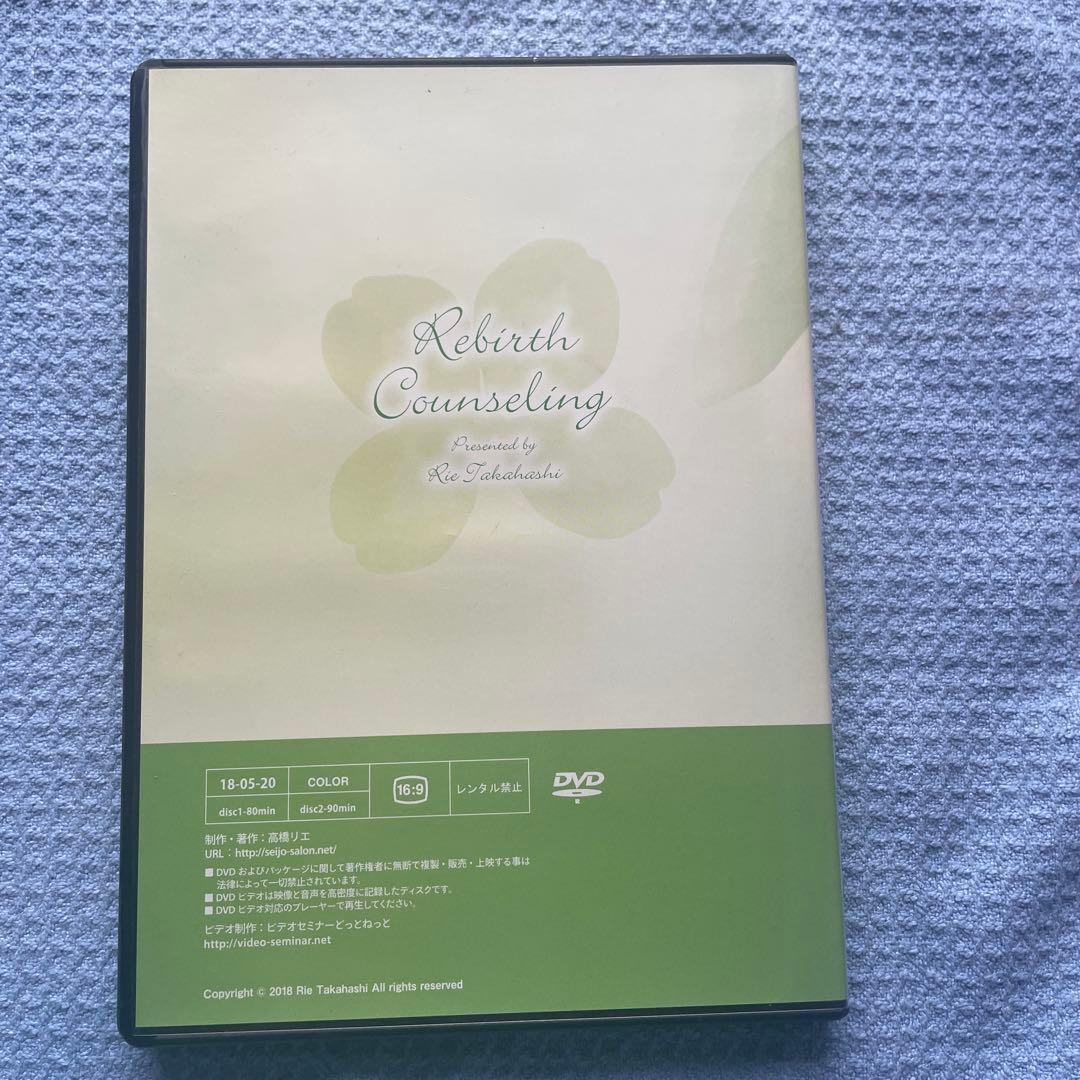 Rebirth
Counseling
Presented by
Rie Takahashi
18-05-20
COLOR
16:9
レンタル禁止
DVD
R
disc1-80min
disc2-90min
制作・著作：高橋リエ
URL：http://seijo-salon.net/
■ DVD およびパッケージに関して著作権者に無断で複製・販売・上映する事は
法律によって一切禁止されています。
■ DVD ビデオは映像と音声を高密度に記録したディスクです。
■ DVD ビデオ対応のプレーヤーで再生してください。
ビデオ制作：ビデオセミナーどっとねっと
http://video-seminar.net
Copyright © 2018 Rie Takahashi All rights reserved